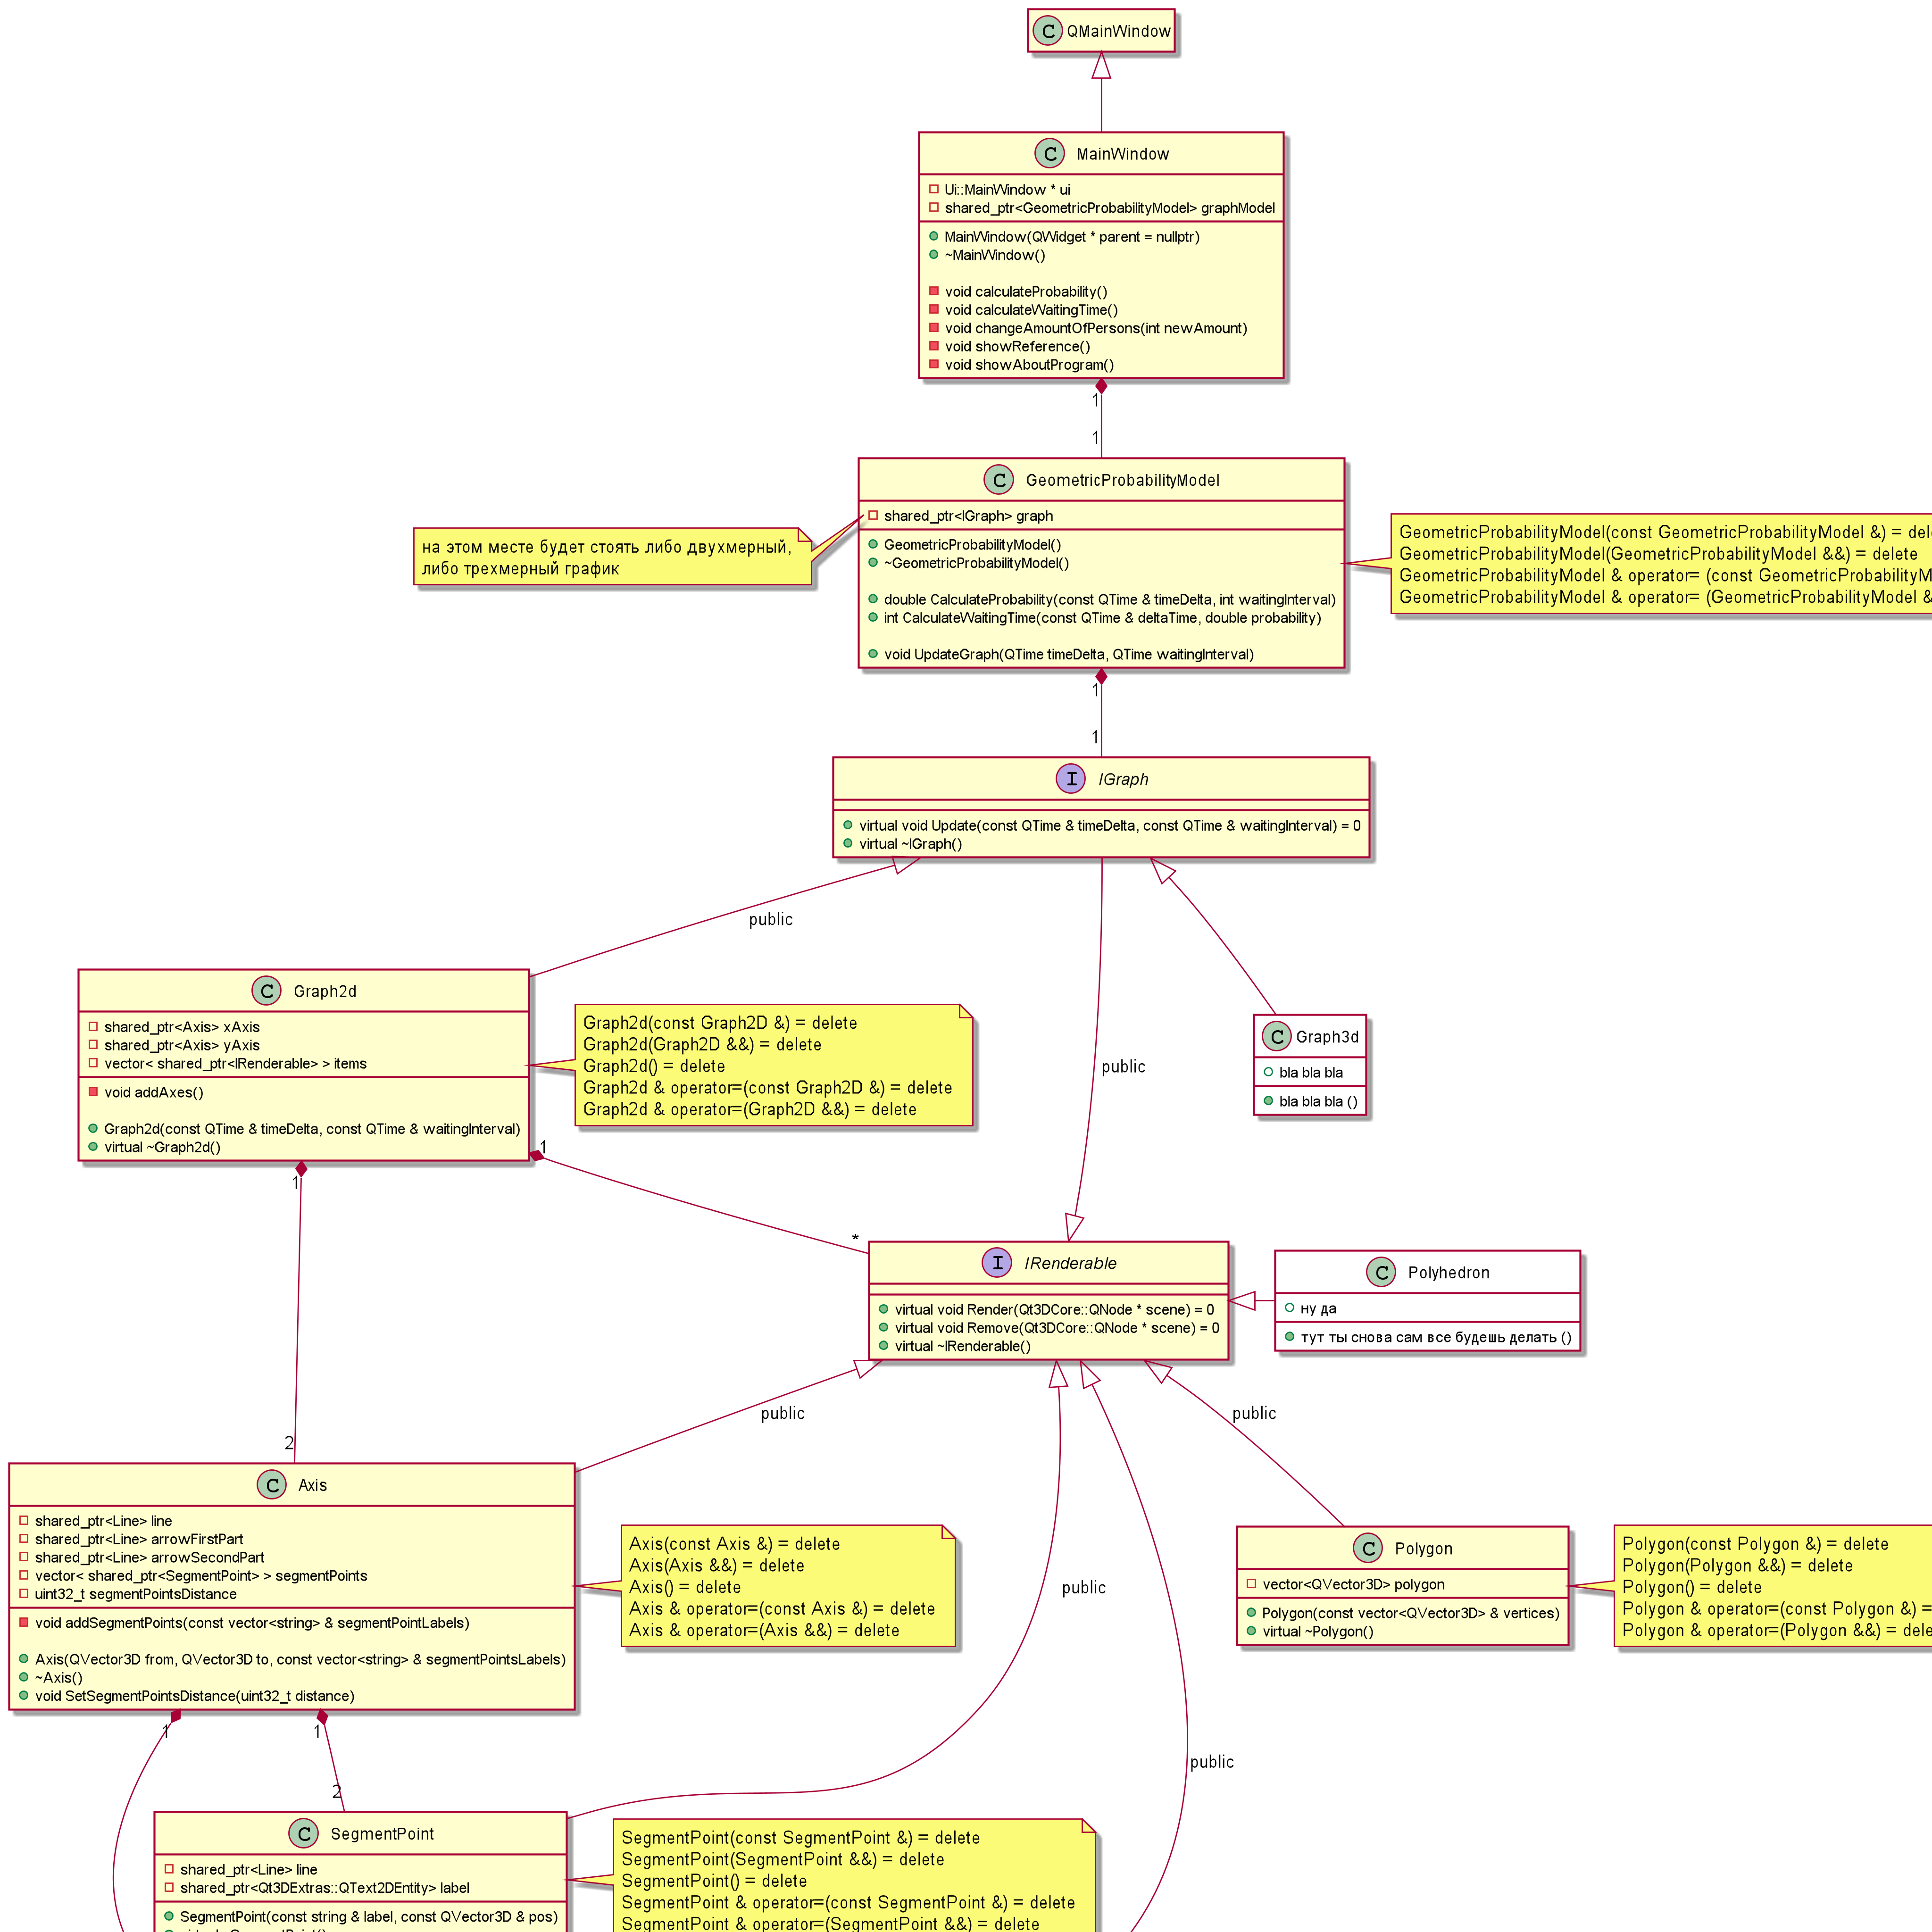 C QMainWindow
C MainWindow
Ui::MainWindow * ui
shared_ptr<GeometricProbabilityModel> graphModel
MainWindow(QWidget * parent = nullptr)
~MainWindow()
void calculateProbability()
void calculateWaitingTime()
void changeAmountOfPersons(int newAmount)
void showReference()
void showAboutProgram()
1
1
C GeometricProbabilityModel
shared_ptr<IGraph> graph
GeometricProbabilityModel()
~GeometricProbabilityModel()
double CalculateProbability(const QTime & timeDelta, int waitingInterval)
int CalculateWaitingTime(const QTime & deltaTime, double probability)
void UpdateGraph(QTime timeDelta, QTime waitingInterval)
на этом месте будет стоять либо двухмерный,
либо трехмерный график
GeometricProbabilityModel(const GeometricProbabilityModel &) =
GeometricProbabilityModel(GeometricProbabilityModel &&) = delete
GeometricProbabilityModel & operator= (const
GeometricProbabilityModel & operator= (GeometricProbabilityModel &
1
1
I IGraph
virtual void Update(const QTime & timeDelta, const QTime & waitingInterval) = 0
virtual ~IGraph()
public
public
C Graph2d
shared_ptr<Axis> xAxis
shared_ptr<Axis> yAxis
vector< shared_ptr<IRenderable> > items
void addAxes()
Graph2d(const QTime & timeDelta, const QTime & waitingInterval)
virtual ~Graph2d()
Graph2d(const Graph2D &) = delete
Graph2d(Graph2D &&) = delete
Graph2d() = delete
Graph2d & operator=(const Graph2D &) = delete
Graph2d & operator=(Graph2D &&) = delete
C Graph3d
bla bla bla
bla bla bla ()
1
1
*
I IRenderable
virtual void Render(Qt3DCore::QNode * scene) = 0
virtual void Remove(Qt3DCore::QNode * scene) = 0
virtual ~IRenderable()
C Polyhedron
ну да
тут ты снова сам все будешь делать ()
public
public
public
public
2
C Axis
shared_ptr<Line> line
shared_ptr<Line> arrowFirstPart
shared_ptr<Line> arrowSecondPart
vector< shared_ptr<SegmentPoint> > segmentPoints
uint32_t segmentPointsDistance
void addSegmentPoints(const vector<string> & segmentPointLabels)
Axis(QVector3D from, QVector3D to, const vector<string> & segmentPointsLabels)
~Axis()
void SetSegmentPointsDistance(uint32_t distance)
Axis(const Axis &) = delete
Axis(Axis &&) = delete
Axis() = delete
Axis & operator=(const Axis &) = delete
Axis & operator=(Axis &&) = delete
C Polygon
vector<QVector3D> polygon
Polygon(const vector<QVector3D> & vertices)
virtual ~Polygon()
Polygon(const Polygon &) = delete
Polygon(Polygon &&) = delete
Polygon() = delete
Polygon & operator=(const Polygon &) =
Polygon & operator=(Polygon &&) =
1
1
2
C SegmentPoint
shared_ptr<Line> line
shared_ptr<Qt3DExtras::QText2DEntity> label
SegmentPoint(const string & label, const QVector3D & pos)
SegmentPoint(const SegmentPoint &) = delete
SegmentPoint(SegmentPoint &&) = delete
SegmentPoint() = delete
SegmentPoint & operator=(const SegmentPoint &) = delete
SegmentPoint & operator=(SegmentPoint &&) = delete